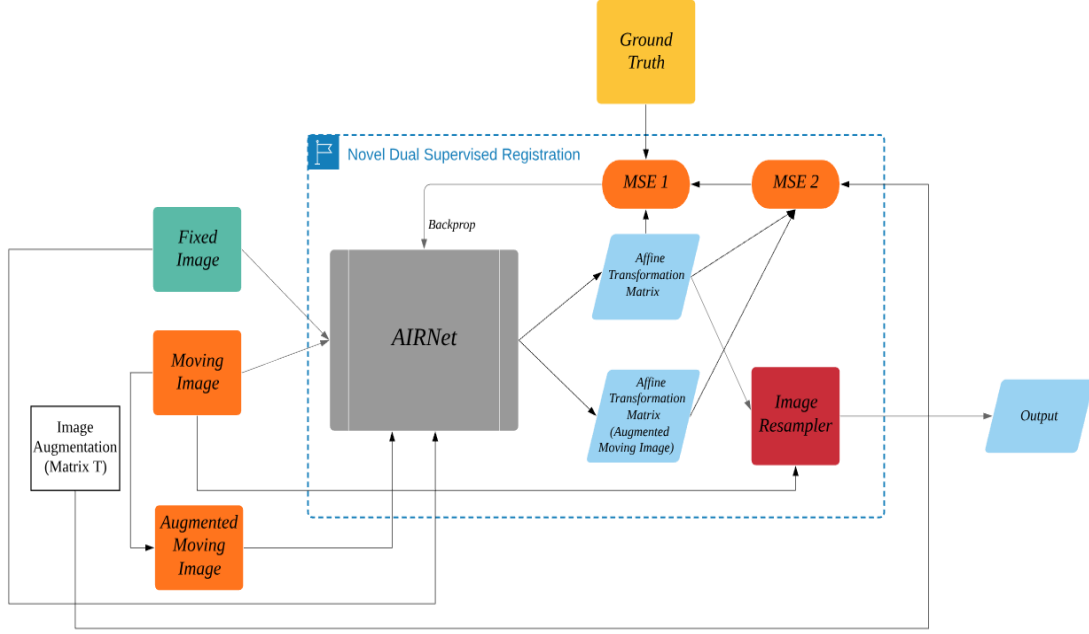 Ground
Truth
Novel Dual Supervised Registration
MSE 1
MSE 2
Backprop
Fixed
Image
Affine
Transformation
Matrix
AIRNet
Moving
Image
Affine
Transformation
Matrix
(Augmented
Moving Image)
Image
Resampler
Output
Image
Augmentation
(Matrix T)
Augmented
Moving
Image